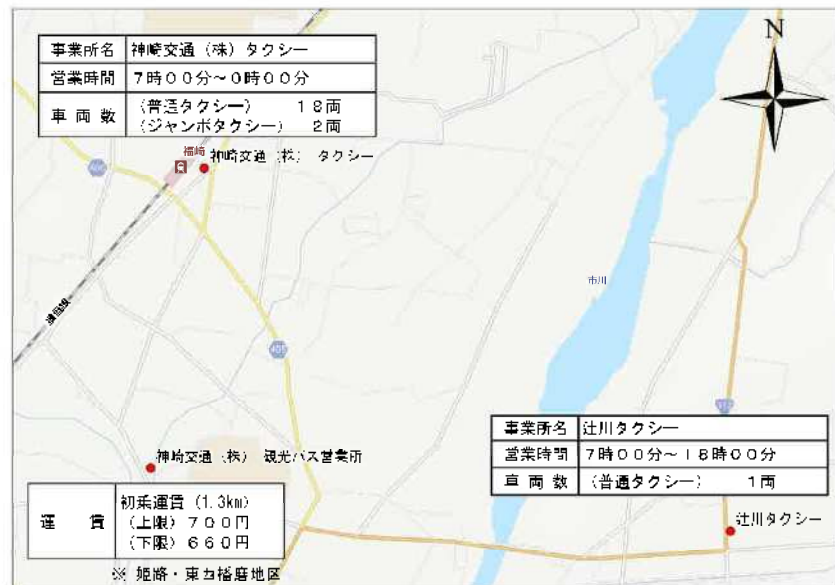 N
事業所名 神崎交通（株）タクシー
営業時間 7時00分～0時00分
車両数 （普通タクシー） 18両
（ジャンボタクシー） 2両
福崎
神崎交通（株） タクシー
406
市川
播但線
405
312
事業所名 辻川タクシー
営業時間 7時00分～18時00分
車両数 （普通タクシー） 1両
神崎交通（株） 観光バス営業所
辻川タクシー
運賃 初乗運賃（1.3km）
（上限）700円
（下限）660円
※ 姫路・東自播磨地区